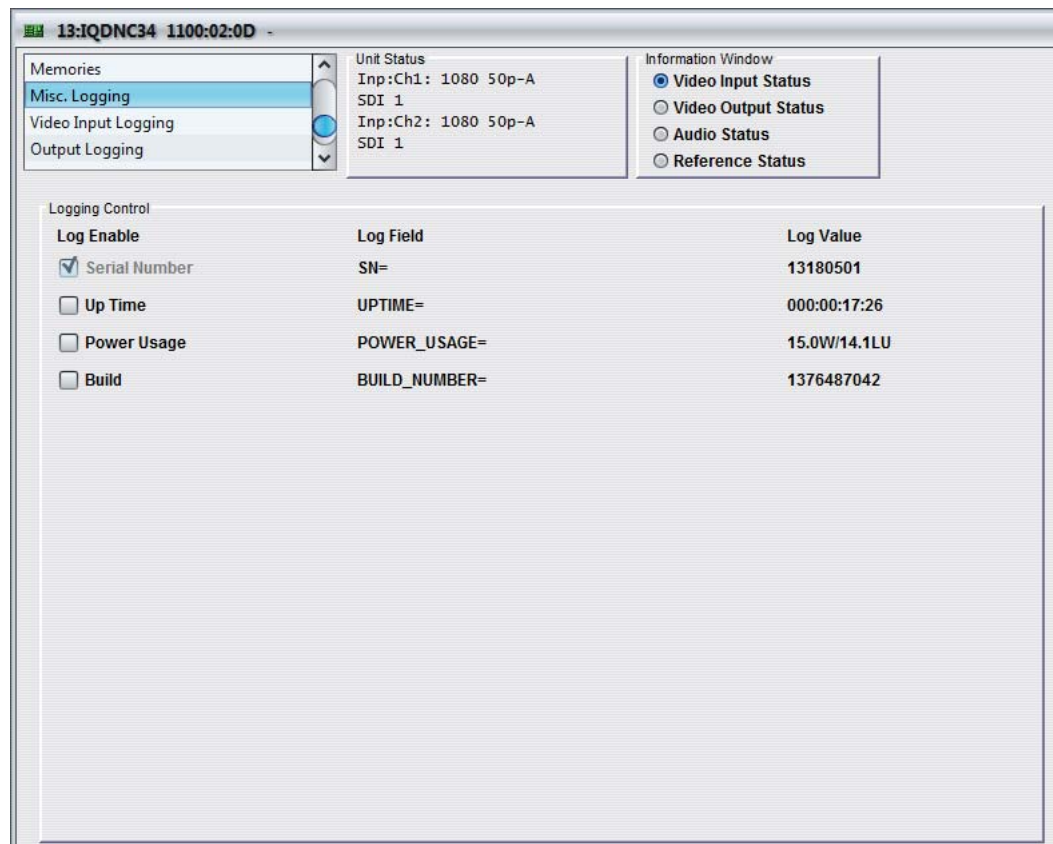 13:IQDNC34 1100:02:0D -
Memories
Misc. Logging
Video Input Logging
Output Logging
Unit Status
Inp:Ch1: 1080 50p-A
SDI 1
Inp:Ch2: 1080 50p-A
SDI 1
Information Window
Video Input Status
Video Output Status
Audio Status
Reference Status
Logging Control
Log Enable Log Field Log Value
Serial Number SN= 13180501
Up Time UPTIME= 000:00:17:26
Power Usage POWER_USAGE= 15.0W/14.1LU
Build BUILD_NUMBER= 1376487042